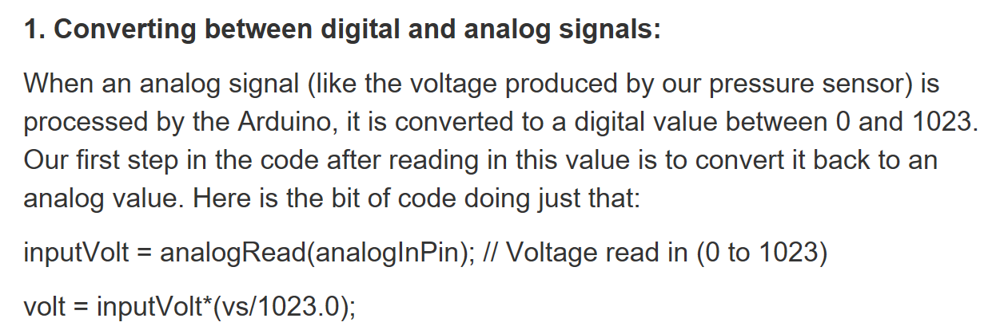 1. Converting between digital and analog signals:
When an analog signal (like the voltage produced by our pressure sensor) is
processed by the Arduino, it is converted to a digital value between 0 and 1023.
Our first step in the code after reading in this value is to convert it back to an
analog value. Here is the bit of code doing just that:
inputVolt = analogRead(analogInPin); // Voltage read in (0 to 1023)
volt = inputVolt*(vs/1023.0);